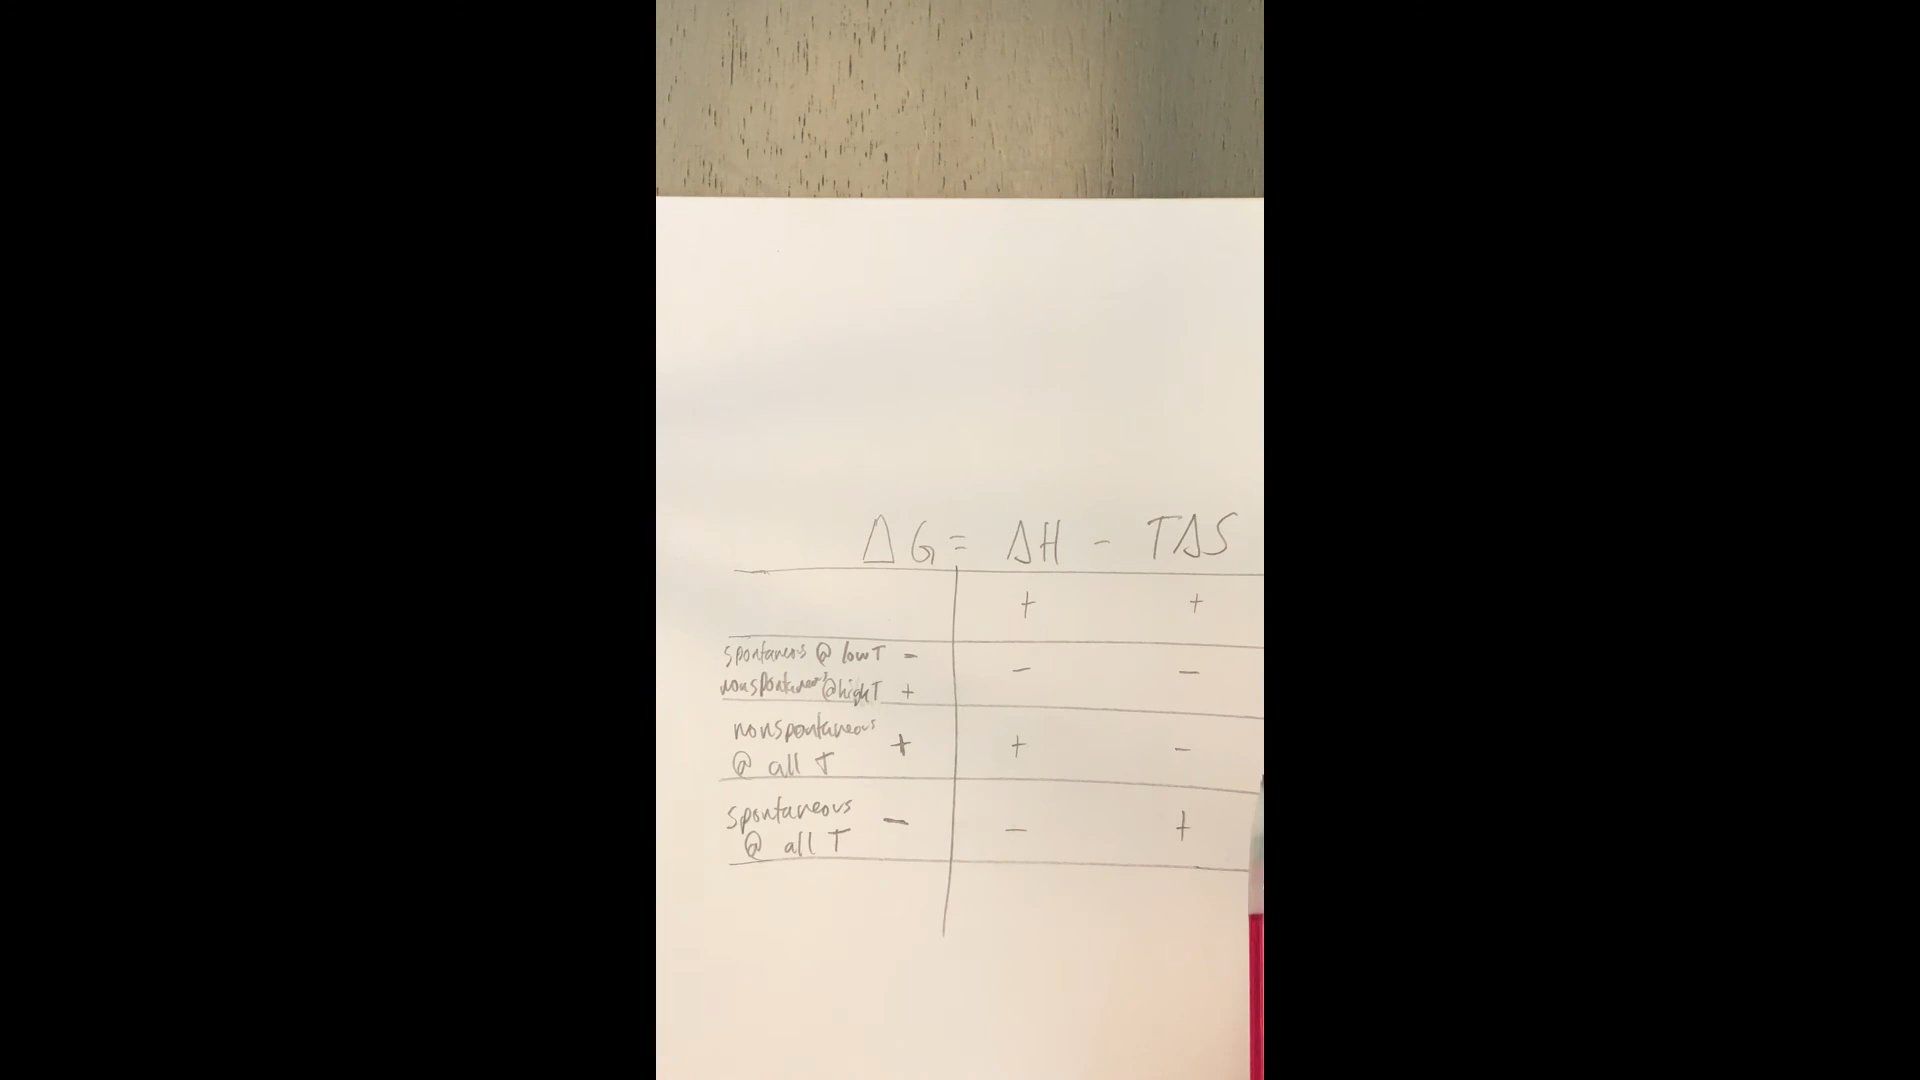 ΔG = ΔH - TΔS
+ +
spontaneous @ low T - - -
nonspontaneous @ high T +
nonspontaneous + + -
@ all T
spontaneous - - +
@ all T